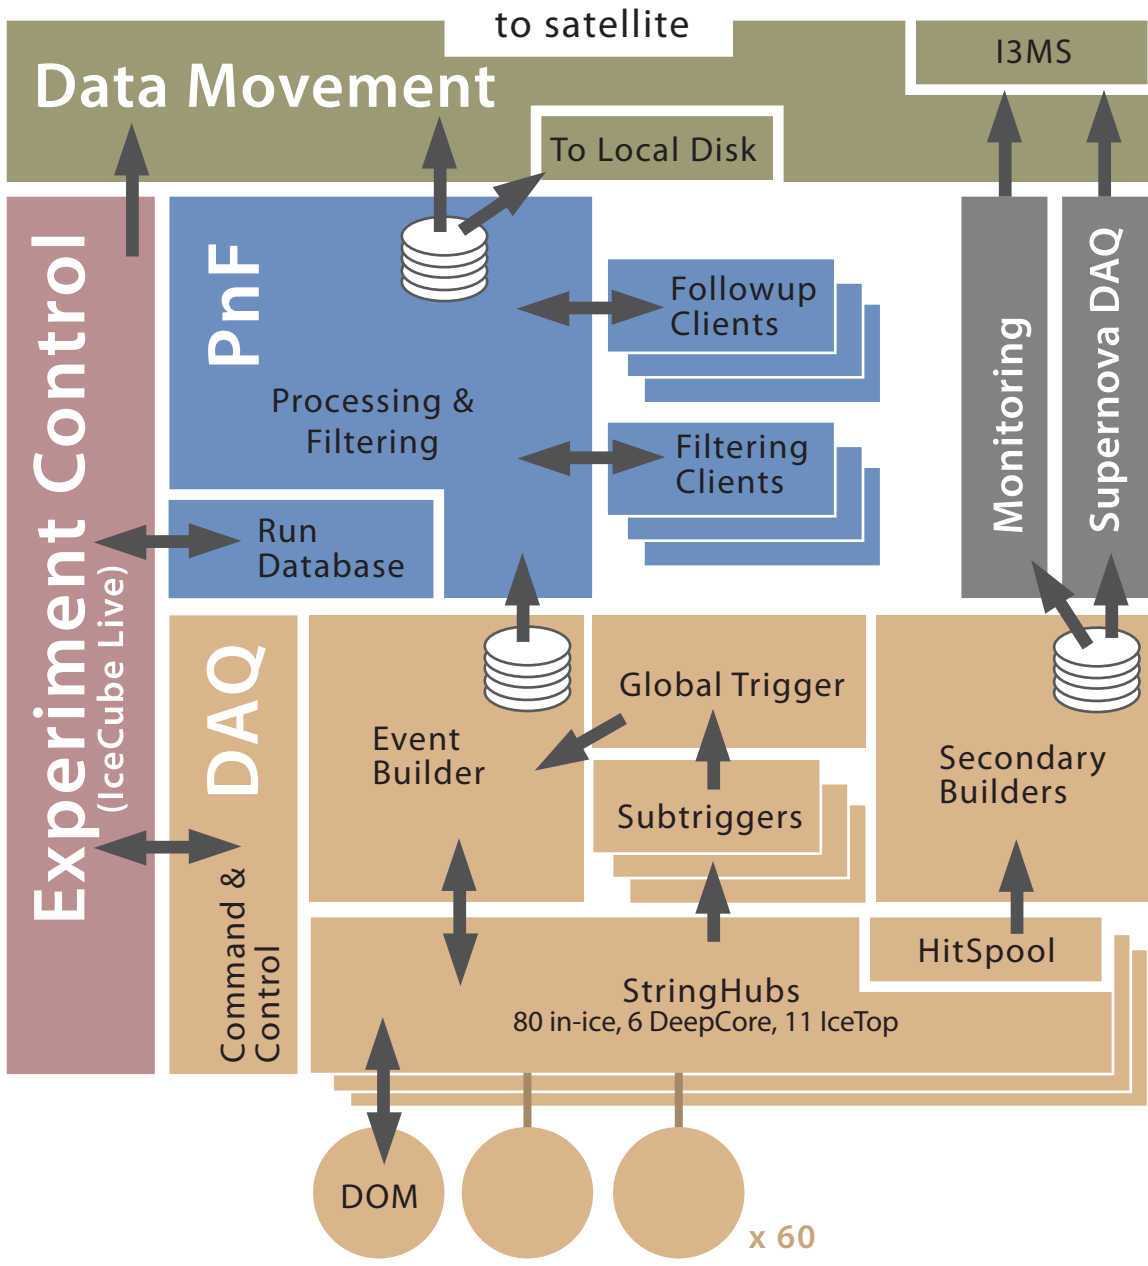 to satellite
I3MS
Data Movement
To Local Disk
Experiment Control
(IceCube Live)
PnF
Processing &
Filtering
Followup
Clients
Filtering
Clients
Monitoring
Supernova DAQ
Run
Database
DAQ
Command &
Control
Event
Builder
Global Trigger
Subtriggers
Secondary
Builders
HitSpool
StringHubs
80 in-ice, 6 DeepCore, 11 IceTop
DOM
x 60